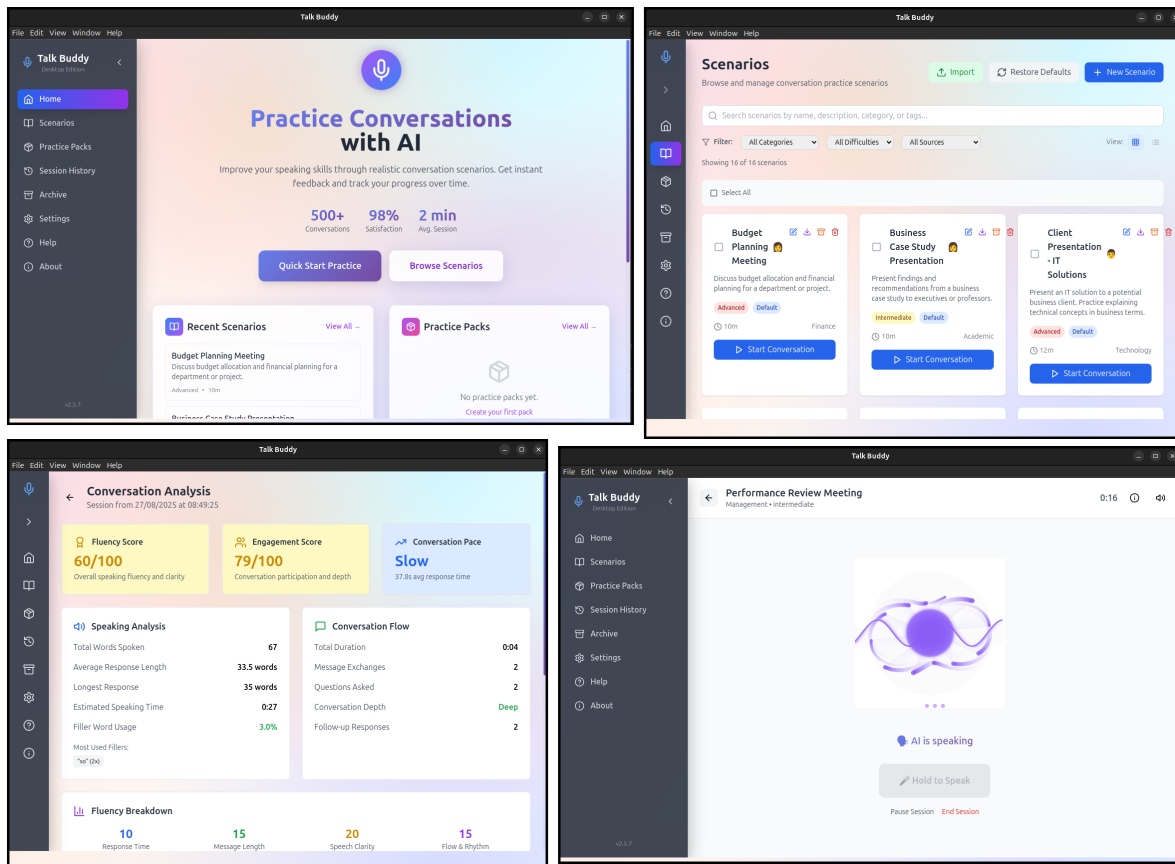 Talk Buddy
File Edit View Window Help
Talk Buddy
Desktop Edition
Home
Scenarios
Practice Packs
Session History
Archive
Settings
Help
About
v2.5.7
Practice Conversations
with AI
Improve your speaking skills through realistic conversation scenarios. Get instant
feedback and track your progress over time.
500+ 98% 2 min
Conversations Satisfaction Avg. Session
Quick Start Practice Browse Scenarios
Recent Scenarios View All →
Budget Planning Meeting
Discuss budget allocation and financial planning for a
department or project.
Advanced • 10m
Business Case Study Presentation
Practice Packs View All →
No practice packs yet.
Create your first pack
Talk Buddy
File Edit View Window Help
Scenarios
Browse and manage conversation practice scenarios
Import Restore Defaults + New Scenario
Search scenarios by name, description, category, or tags...
Filter: All Categories All Difficulties All Sources View:
Showing 16 of 16 scenarios
Select All
Budget
Planning
Meeting
Discuss budget allocation and financial
planning for a department or project.
Advanced Default
10m Finance
Start Conversation
Business
Case Study
Presentation
Present findings and
recommendations from a business
case study to executives or professors.
Intermediate Default
10m Academic
Start Conversation
Client
Presentation
- IT
Solutions
Present an IT solution to a potential
business client. Practice explaining
technical concepts in business terms.
Advanced Default
12m Technology
Start Conversation
Talk Buddy
File Edit View Window Help
Conversation Analysis
Session from 27/08/2025 at 08:49:25
Fluency Score
60/100
Overall speaking fluency and clarity
Engagement Score
79/100
Conversation participation and depth
Conversation Pace
Slow
37.8s avg response time
Speaking Analysis
Total Words Spoken 67
Average Response Length 33.5 words
Longest Response 35 words
Estimated Speaking Time 0:27
Filler Word Usage 3.0%
Most Used Fillers:
"so" (2x)
Conversation Flow
Total Duration 0:04
Message Exchanges 2
Questions Asked 2
Conversation Depth Deep
Follow-up Responses 2
Fluency Breakdown
10 15 20 15
Response Time Message Length Speech Clarity Flow & Rhythm
Talk Buddy
File Edit View Window Help
Talk Buddy
Desktop Edition
Home
Scenarios
Practice Packs
Session History
Archive
Settings
Help
About
v2.5.7
Performance Review Meeting
Management • intermediate
0:16
AI is speaking
Hold to Speak
Pause Session End Session